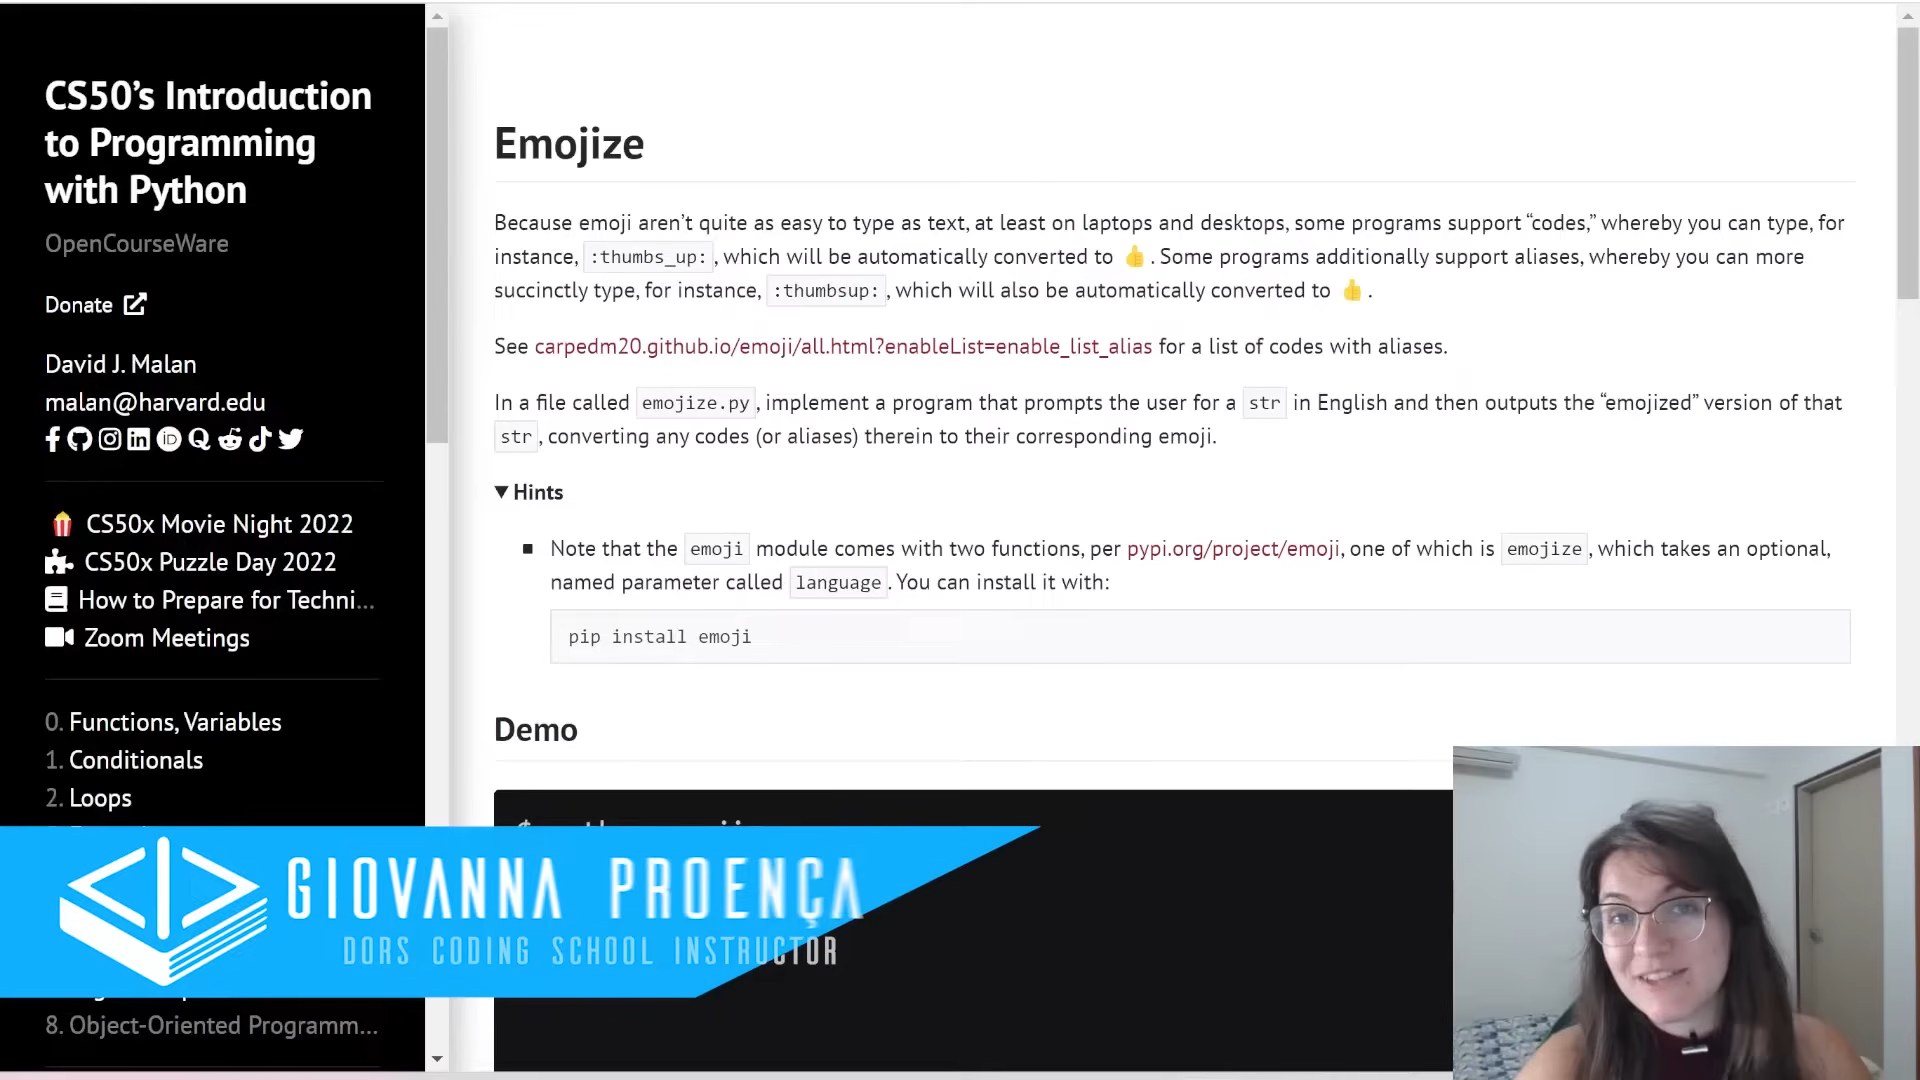 CS50’s Introduction
to Programming
with Python
OpenCourseWare
Donate
David J. Malan
malan@harvard.edu
CS50x Movie Night 2022
CS50x Puzzle Day 2022
How to Prepare for Techni...
Zoom Meetings
0. Functions, Variables
1. Conditionals
2. Loops
8. Object-Oriented Programm...
Emojize
Because emoji aren’t quite as easy to type as text, at least on laptops and desktops, some programs support “codes,” whereby you can type, for
instance, :thumbs_up:, which will be automatically converted to 👍. Some programs additionally support aliases, whereby you can more
succinctly type, for instance, :thumbsup:, which will also be automatically converted to 👍.
See carpedm20.github.io/emoji/all.html?enableList=enable_list_alias for a list of codes with aliases.
In a file called emojize.py, implement a program that prompts the user for a str in English and then outputs the “emojized” version of that
str, converting any codes (or aliases) therein to their corresponding emoji.
▼ Hints
▪ Note that the emoji module comes with two functions, per pypi.org/project/emoji, one of which is emojize, which takes an optional,
named parameter called language. You can install it with:
pip install emoji
Demo
GIOVANNA PROENÇA
DORS CODING SCHOOL INSTRUCTOR